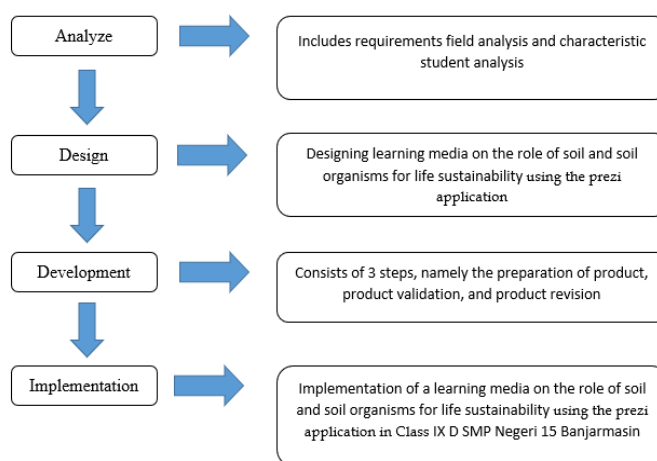 Analyze
Includes requirements field analysis and characteristic
student analysis
Design
Designing learning media on the role of soil and soil
organisms for life sustainability using the prezi
application
Development
Consists of 3 steps, namely the preparation of product,
product validation, and product revision
Implementation
Implementation of a learning media on the role of soil
and soil organisms for life sustainability using the prezi
application in Class IX D SMP Negeri 15 Banjarmasin